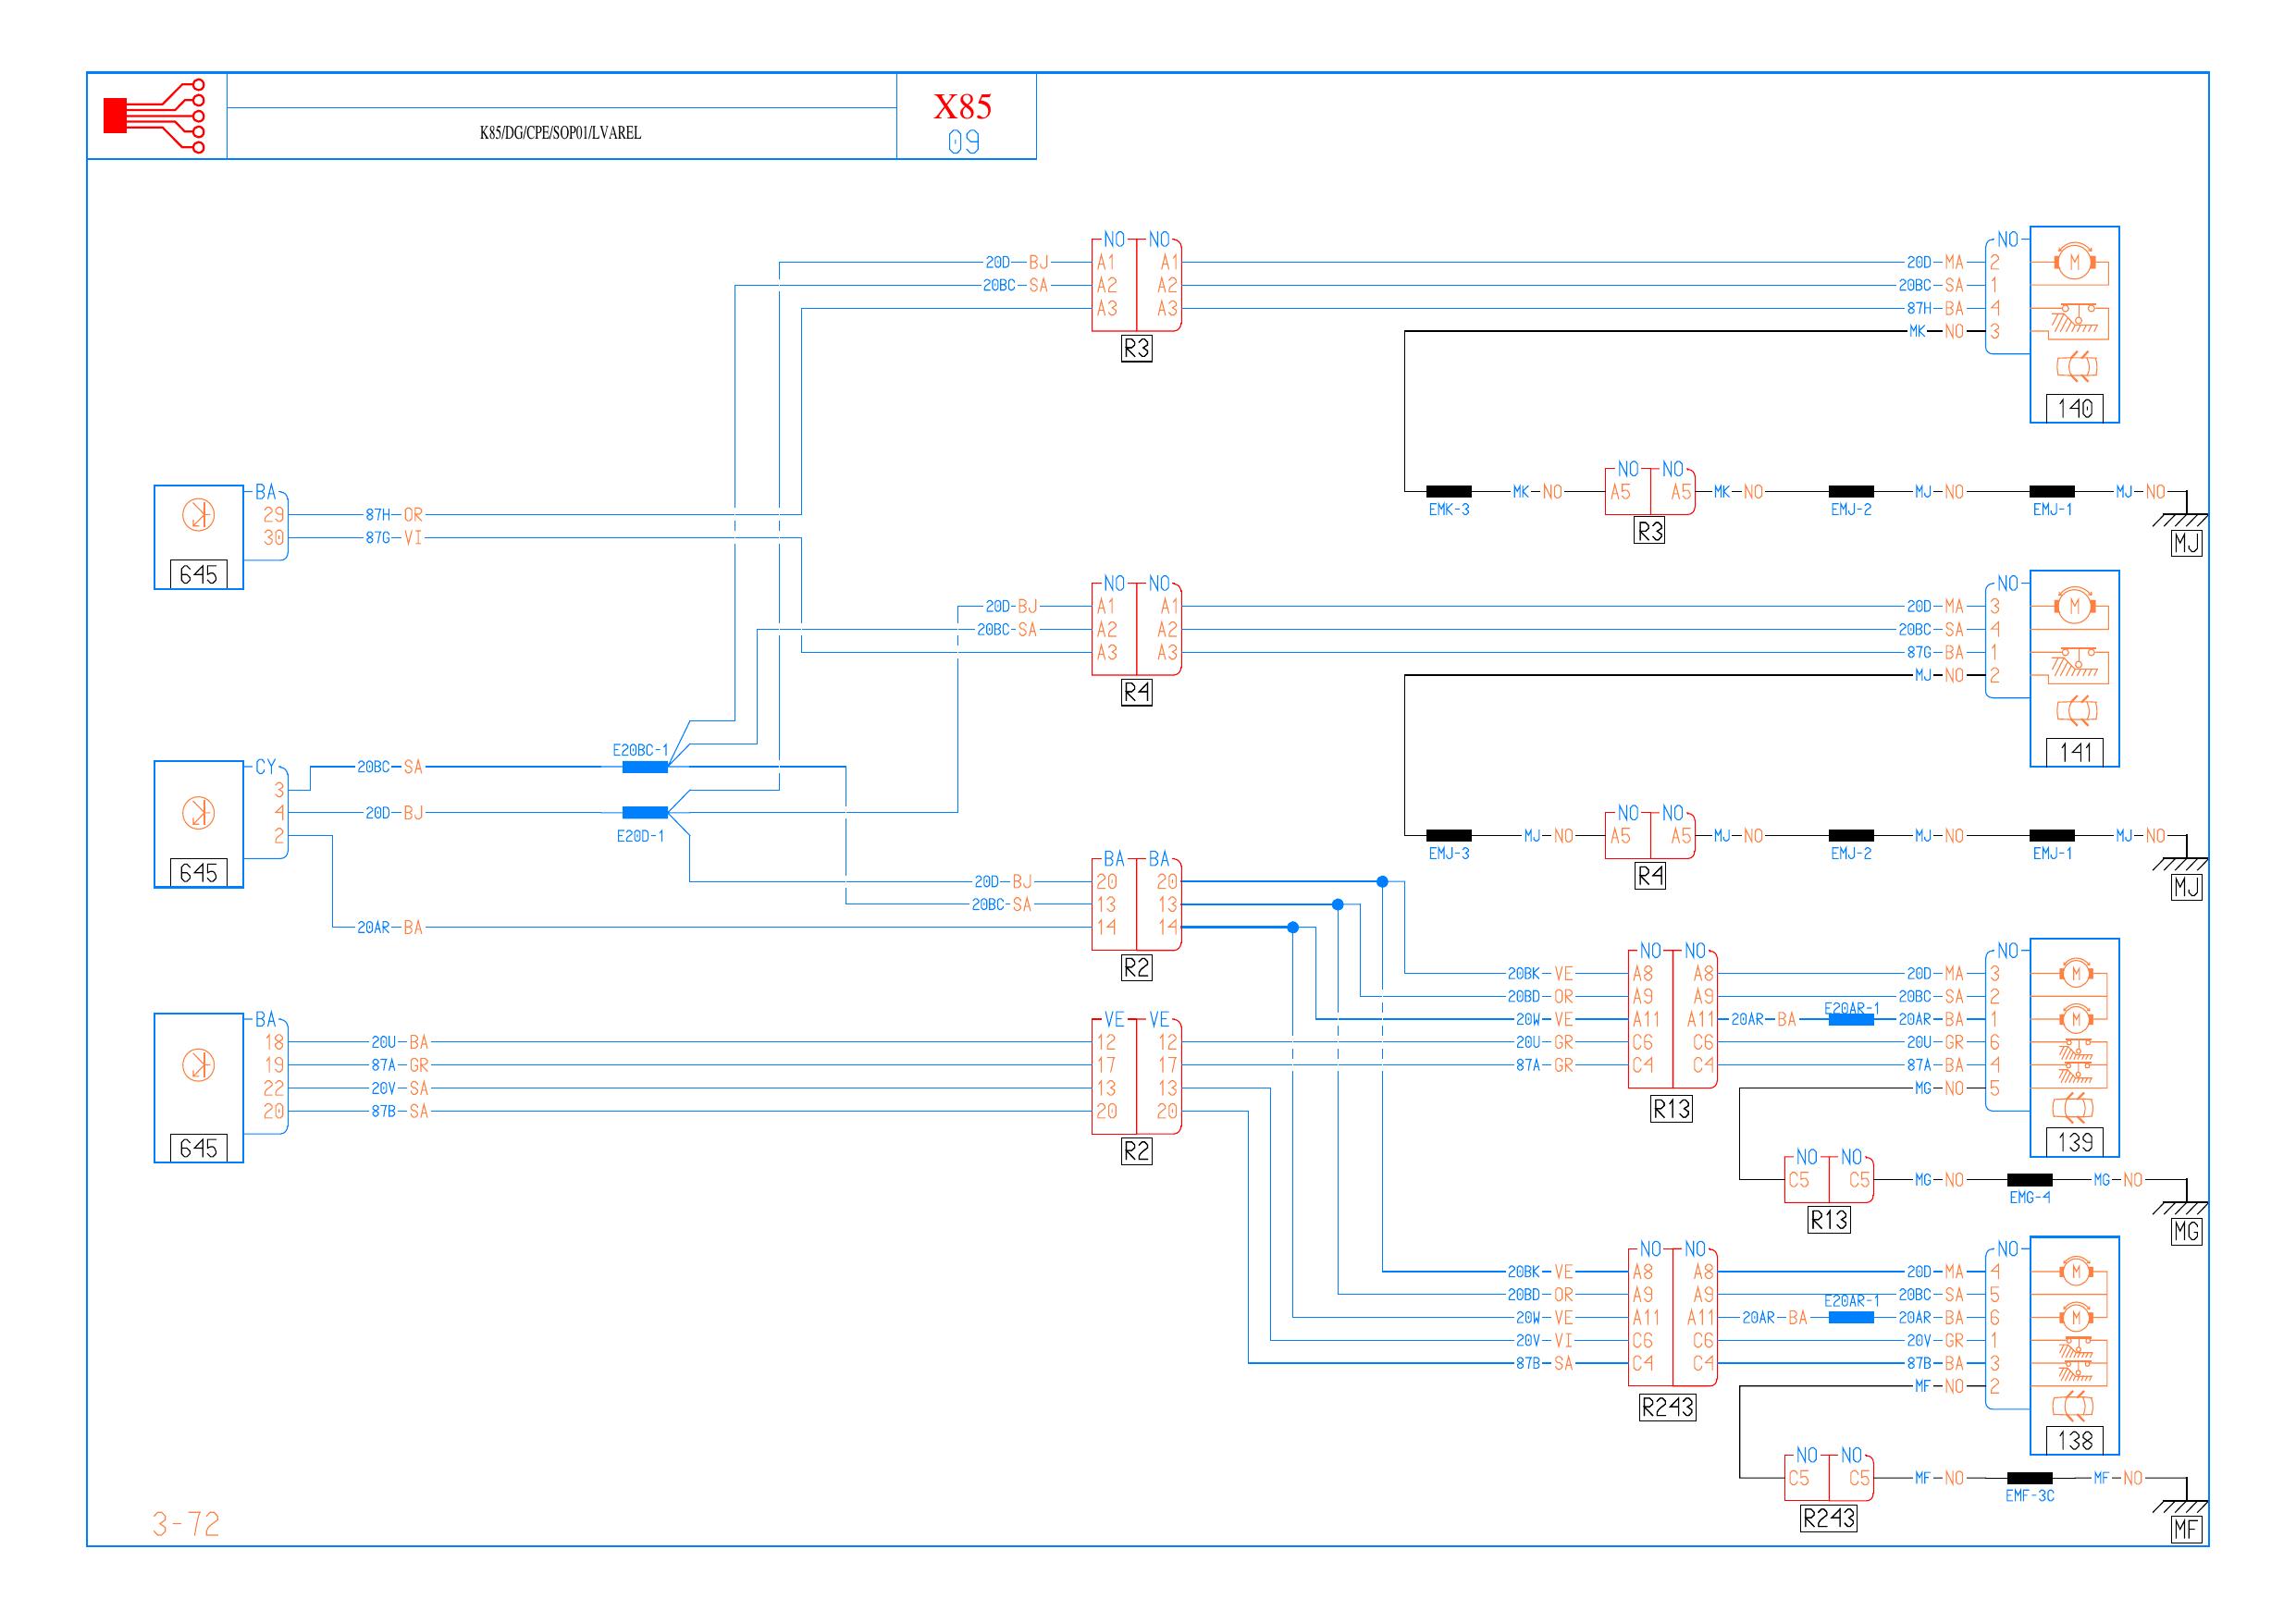 X85
K85/DG/CPE/SOP01/LVAREL
09
NO NO NO
20D BJ A1 A1 20D MA 2 M
20BC SA A2 A2 20BC SA 1
A3 A3 87H BA 4
MK NO 3
R3
140
NO NO
BA MK NO A5 A5 MK NO MJ NO MJ NO
EMK-3 EMJ-2 EMJ-1
29 87H OR
R3 MJ
30 87G VI
645
NO NO NO
20D BJ A1 A1 20D MA 3 M
20BC SA A2 A2 20BC SA 4
A3 A3 87G BA 1
MJ NO 2
R4
E20BC-1 141
CY 20BC SA
3
4 20D BJ NO NO
2 E20D-1 MJ NO A5 A5 MJ NO MJ NO MJ NO
EMJ-3 EMJ-2 EMJ-1
645 BA BA R4 MJ
20D BJ 20 20
20BC SA 13 13
20AR BA 14 14
NO NO NO
R2
20BK VE A8 A8 20D MA 3 M
20BD OR A9 A9 20BC SA 2
E20AR-1
BA VE VE 20W VE A11 A11 20AR BA 20AR BA 1 M
18 20U BA 12 12 20U GR C6 C6 20U GR 6
19 87A GR 17 17 87A GR C4 C4 87A BA 4
22 20V SA 13 13 MG NO 5
20 87B SA 20 20
R13
645 R2 139
NO NO
C5 C5 MG NO MG NO
EMG-4
R13 MG
NO NO NO
20BK VE A8 A8 20D MA 4 M
20BD OR A9 A9 20BC SA 5
E20AR-1
20W VE A11 A11 20AR BA 20AR BA 6 M
20V VI C6 C6 20V GR 1
87B SA C4 C4 87B BA 3
MF NO 2
R243
138
NO NO
C5 C5 MF NO MF NO
EMF-3C
R243 MF
3-72